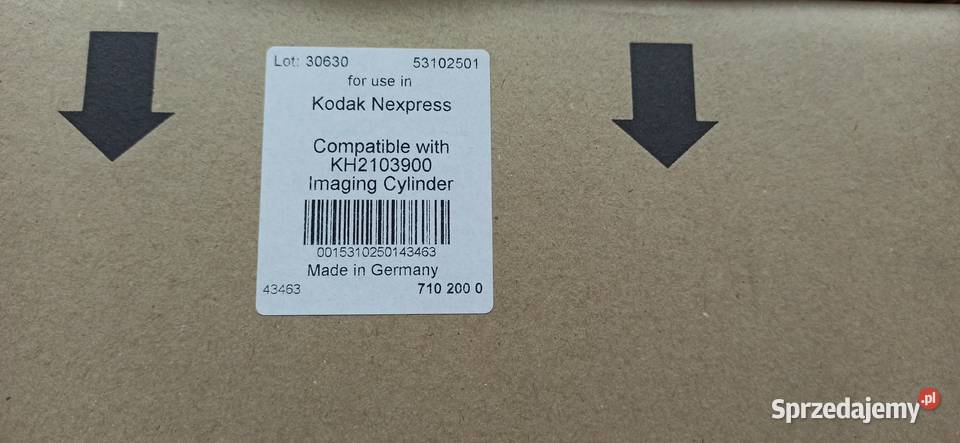 Lot: 30630 53102501
for use in
Kodak Nexpress
Compatible with
KH2103900
Imaging Cylinder
0015310250143463
Made in Germany
43463 710 200 0
Sprzedajemy.pl